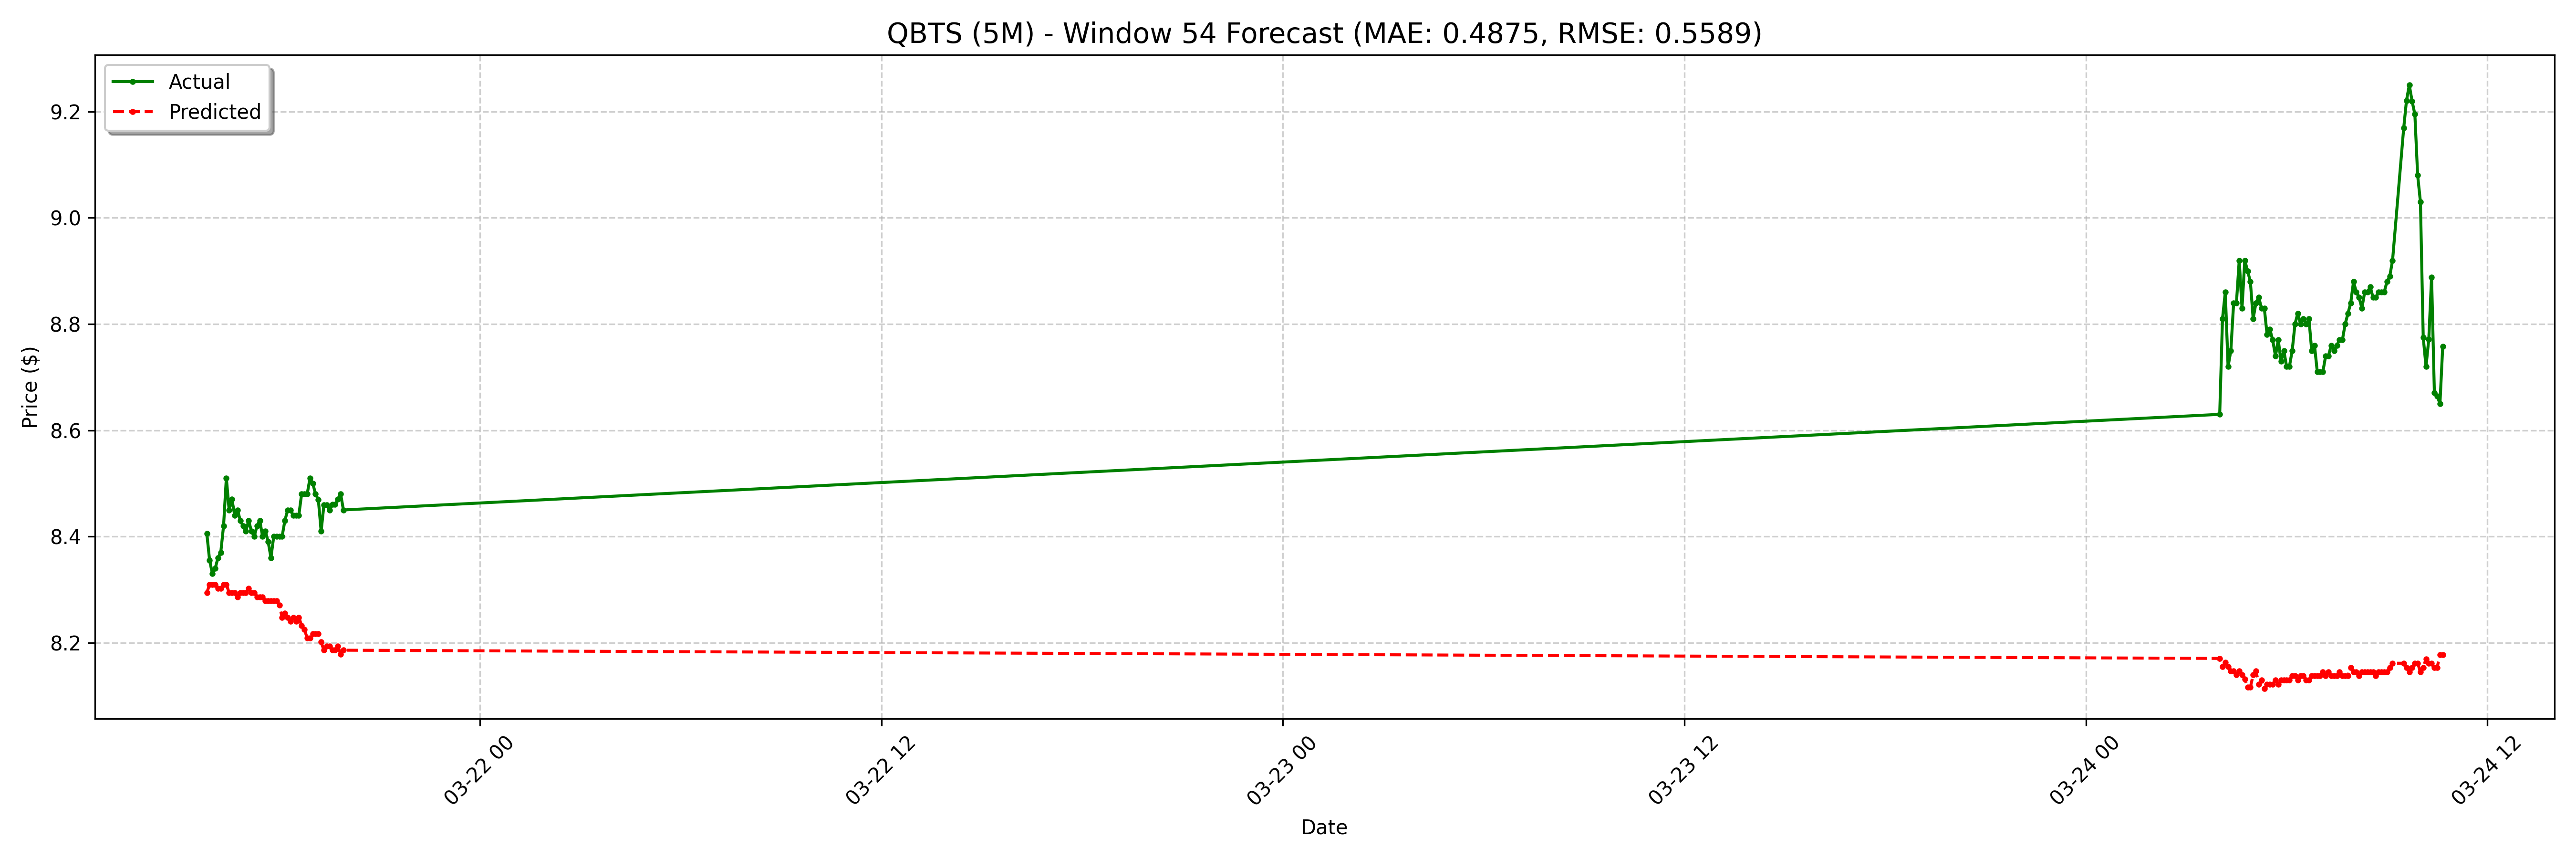 QBTS (5M) - Window 54 Forecast (MAE: 0.4875, RMSE: 0.5589)
Actual
Predicted
9.2
9.0
8.8
8.6
8.4
8.2
Price ($)
03-22 00
03-22 12
03-23 00
03-23 12
03-24 00
03-24 12
Date